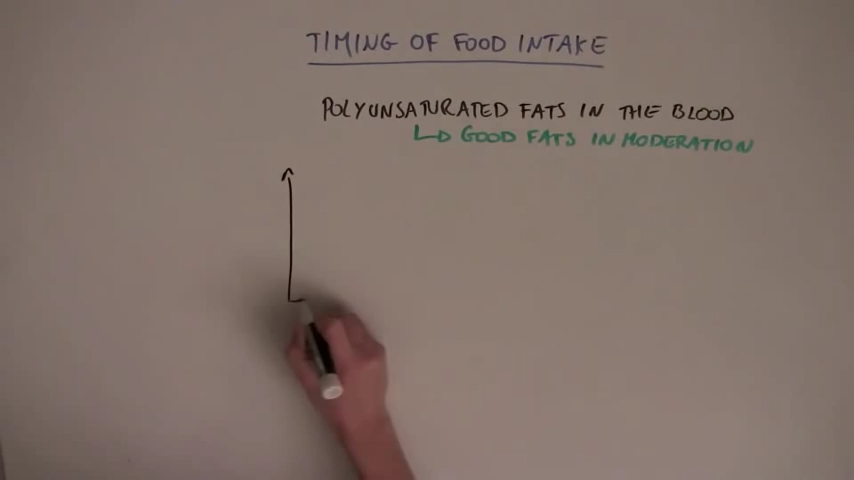 TIMING OF FOOD INTAKE
POLYUNSATURATED FATS IN THE BLOOD
GOOD FATS IN MODERATION